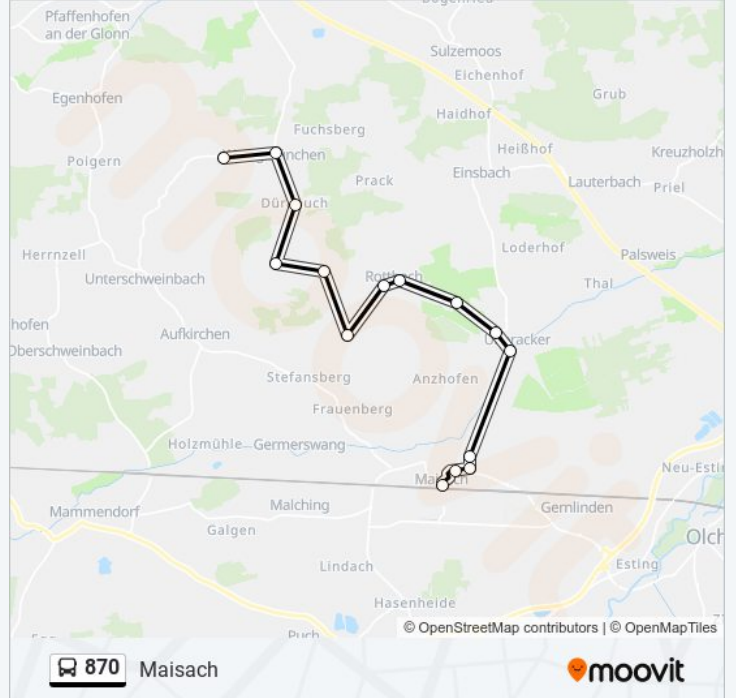 Pfaffenhofen
an der Glonn
Sulzemoos
Eichenhof
Egenhofen
Grub
Haidhof
Fuchsberg
Heißhof
Kreuzholzh
Poigern
Einsbach
Prack
Lauterbach
Priel
Herrnzell
Loderhof
Palsweis
Unterschweinbach
Thal
hofen
Oberschweinbach
Aufkirchen
Stefansberg
Anzhofen
Frauenberg
Holzmühle
Germerswang
Neu-Esti
Mammendorf
Malching
Gernlinden
Galgen
Olch
Lindach
Esting
Hasenheide
Puch
© OpenStreetMap contributors | © OpenMapTiles
870 Maisach
moovit